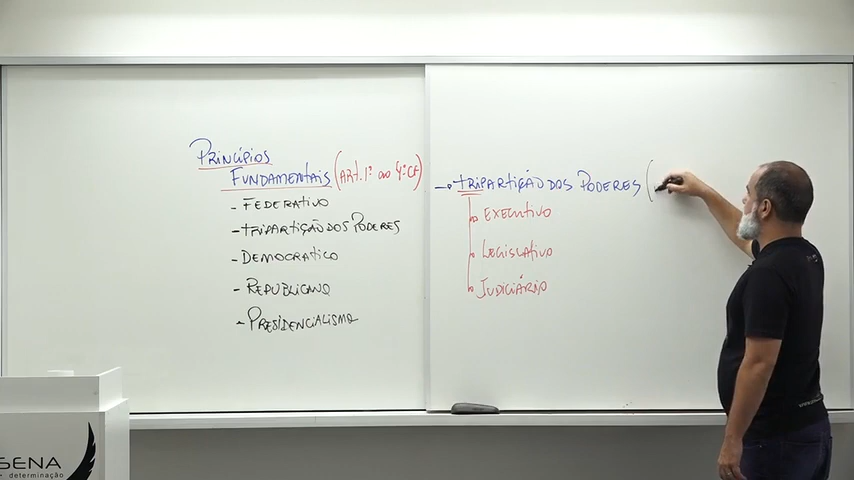 PRINCÍPIOS
FUNDAMENTAIS (ART. 1º ao 4º CF)
- FEDERATIVO
- TRIPARTIÇÃO DOS PODERES
- DEMOCRATICO
- REPUBLICANO
- PRESIDENCIALISMO
→ TRIPARTIÇÃO DOS PODERES (
EXECUTIVO
LEGISLATIVO
JUDICIÁRIO
SENA
+ determinação